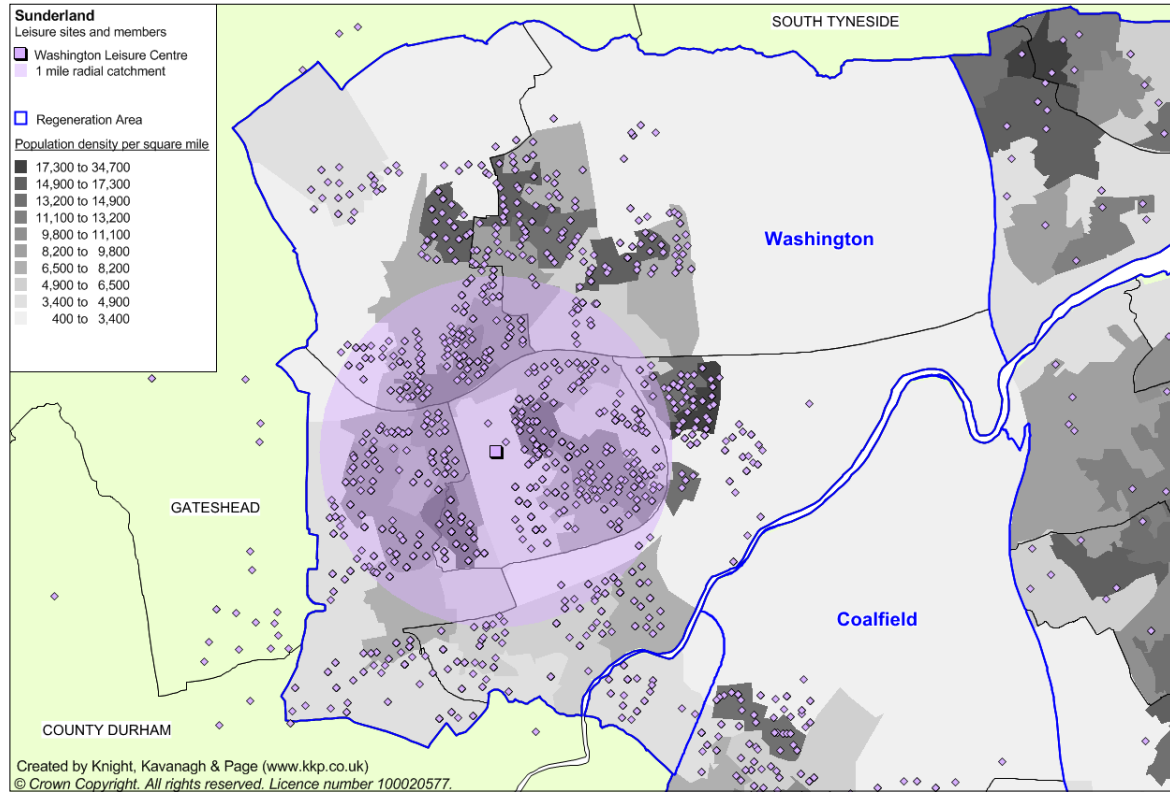 Sunderland
Leisure sites and members
Washington Leisure Centre
1 mile radial catchment
Regeneration Area
Population density per square mile
17,300 to 34,700
14,900 to 17,300
13,200 to 14,900
11,100 to 13,200
9,800 to 11,100
8,200 to 9,800
6,500 to 8,200
4,900 to 6,500
3,400 to 4,900
400 to 3,400
SOUTH TYNESIDE
Washington
GATESHEAD
Coalfield
COUNTY DURHAM
Created by Knight, Kavanagh & Page (www.kkp.co.uk)
© Crown Copyright. All rights reserved. Licence number 100020577.